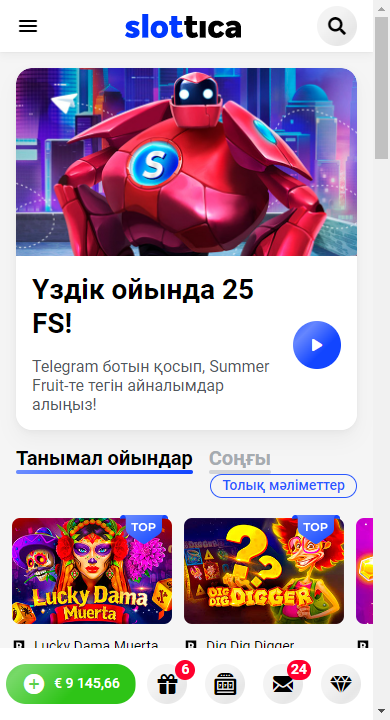 slottica
S
Үздік ойында 25
FS!
Telegram ботын қосып, Summer
Fruit-те тегін айналымдар
алыңыз!
Танымал ойындар
Соңғы
Толық мәліметтер
TOP
TOP
Lucky Dama
Muerta
DIG DIG
DIGGER
Lucky Dama Muerta
Dig Dig Digger
€ 9 145,66
6
24